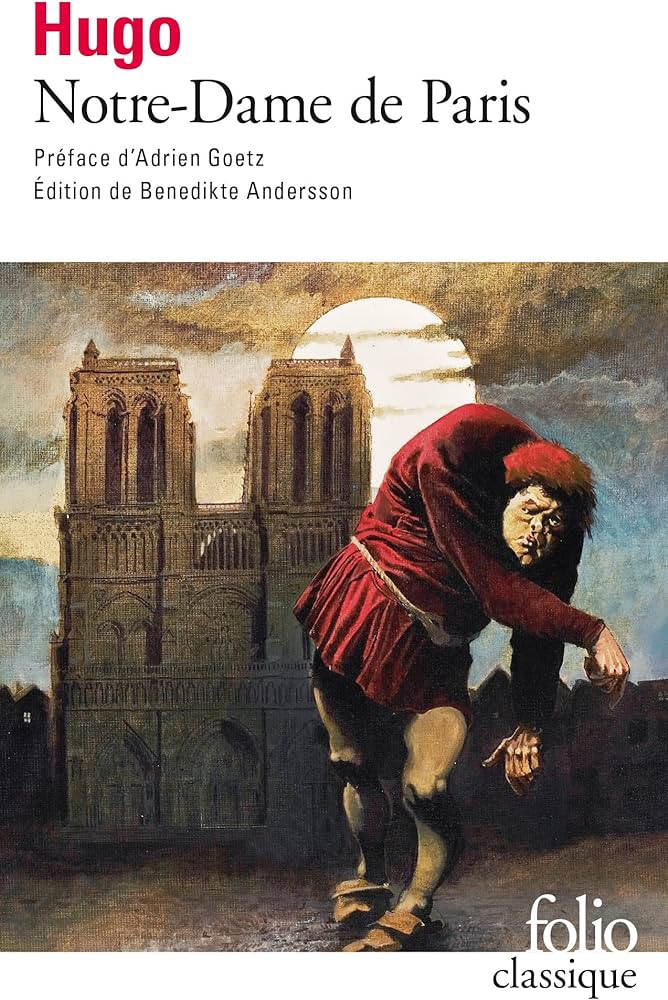 Hugo
Notre-Dame de Paris
Préface d’Adrien Goetz
Édition de Benedikte Andersson
folio
classique